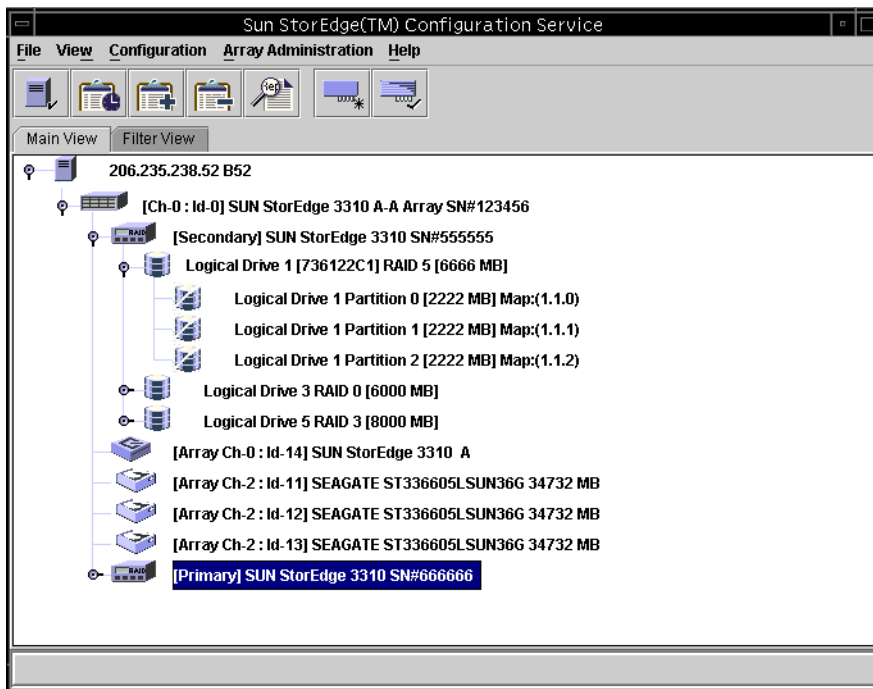 Sun StorEdge(TM) Configuration Service
File View Configuration Array Administration Help
Main View Filter View
206.235.238.52 B52
[Ch-0 : Id-0] SUN StorEdge 3310 A-A Array SN#123456
[Secondary] SUN StorEdge 3310 SN#555555
Logical Drive 1 [736122C1] RAID 5 [6666 MB]
Logical Drive 1 Partition 0 [2222 MB] Map:(1.1.0)
Logical Drive 1 Partition 1 [2222 MB] Map:(1.1.1)
Logical Drive 1 Partition 2 [2222 MB] Map:(1.1.2)
Logical Drive 3 RAID 0 [6000 MB]
Logical Drive 5 RAID 3 [8000 MB]
[Array Ch-0 : Id-14] SUN StorEdge 3310 A
[Array Ch-2 : Id-11] SEAGATE ST336605LSUN36G 34732 MB
[Array Ch-2 : Id-12] SEAGATE ST336605LSUN36G 34732 MB
[Array Ch-2 : Id-13] SEAGATE ST336605LSUN36G 34732 MB
[Primary] SUN StorEdge 3310 SN#666666